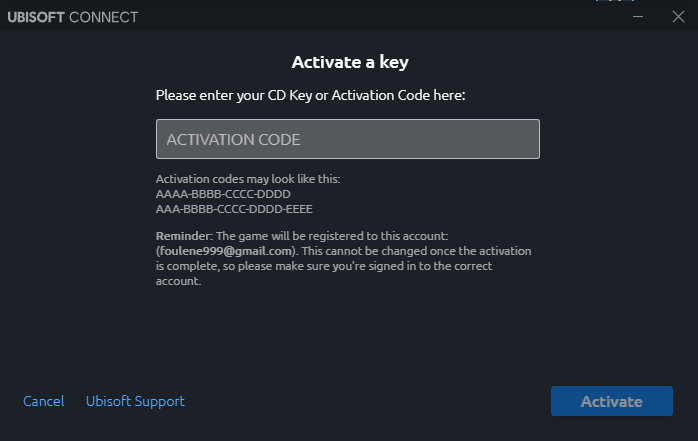 UBISOFT CONNECT
Activate a key
Please enter your CD Key or Activation Code here:
ACTIVATION CODE
Activation codes may look like this:
AAAA-BBBB-CCCC-DDDD
AAA-BBBB-CCCC-DDDD-EEEE
Reminder: The game will be registered to this account:
(foulene999@gmail.com). This cannot be changed once the activation
is complete, so please make sure you're signed in to the correct
account.
Cancel Ubisoft Support Activate